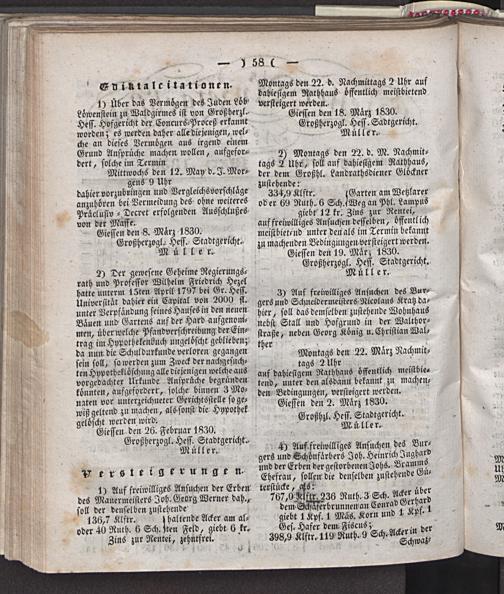 — ) 58 ( —
Ediktalcitationen.
1) Über das Vermögen des Juden Löb
Löwenstein zu Waldgirmes ist von Großherzl.
Hess. Hofgericht der Concurs-Proceß erkannt
worden; es werden daher alle diejenigen, wel-
che an dieses Vermögen aus irgend einem
Grund Ansprüche machen wollen, aufgefor-
dert, solche im Termin
Mittwochs den 12. May d. J. Mor-
gens 9 Uhr
dahier vorzubringen und Vergleichsvorschläge
anzuhören bei Vermeidung des ohne weiteres
Präclusiv-Decret erfolgenden Ausschlusses
von der Masse.
Giessen den 8. März 1830.
Großherzogl. Hess. Stadtgericht.
Müller.
2) Der gewesene Geheime Regierungs-
rath und Professor Wilhelm Friedrich Hezel
hatte unterm 15ten April 1797 bei Gr. Hess.
Universität dahier ein Capital von 2000 fl.
unter Verpfändung seines Hauses in den neuen
Bäuen und Gartens auf der Hard aufgenom-
men, über welche Pfandverschreibung der Ein-
trag im Hypothekenbuch ungelöscht geblieben;
da nun die Schuldurkunde verloren gegangen
sein soll, so werden zum Zweck der nachgesuch-
ten Hypotheklöschung alle diejenigen welche aus
vorgedachter Urkunde Ansprüche begründen
könnten, aufgefordert, solche binnen 3 Mo-
naten vor unterzeichneter Gerichtsstelle so ge-
wiß geltend zu machen, als sonst die Hypothek
gelöscht werden wird.
Giessen den 26. Februar 1830.
Großherzogl. Hess. Stadtgericht.
Müller.
Versteigerungen.
1) Auf freiwilliges Ansuchen der Erben
des Maurermeisters Joh. Georg Werner dah.,
soll der denselben zustehende
136,7 Klftr. haltende Acker am al-
oder 40 Ruth. 6 Sch. ten Feld, giebt 6 kr.
Zins zur Rentei, zehntfrei.
Montags den 22. d. Nachmittags 2 Uhr auf
dahiesigem Rathhaus öffentlich meistbietend
versteigert werden.
Giessen den 18. März 1830.
Großherzogl. Hess. Stadtgericht.
Müller.
2) Montags den 22. d. M. Nachmit-
tags 2 Uhr, soll auf dahiesigem Rathhaus,
der dem Großhl. Landrathsdiener Glöckner
zustehende:
334,9 Klftr. Garten am Wetzlarer
oder 69 Ruth. 6 Sch. Weg an Phl. Lampus
giebt 12 kr. Zins zur Rentei,
auf freiwilliges Ansuchen desselben, öffentlich
meistbietend unter den als im Termin bekannt
zu machenden Bedingungen versteigert werden.
Giessen den 19. März 1830.
Großherzogl. Hess. Stadtgericht.
Müller.
3) Auf freiwilliges Ansuchen des Bur-
gers und Schneidermeisters Nicolaus Kratz da-
hier, soll das demselben zustehende Wohnhaus
nebst Stall und Hofgrund in der Wallthor-
straße, neben Georg König u. Christian Wal-
ther
Montags den 22. März Nachmit-
tags 2 Uhr
auf dahiesigem Rathhaus öffentlich meistbie-
tend, unter den alsdann bekannt zu machen-
den Bedingungen, versteigert werden.
Giessen den 2. März 1830.
Großhzl. Hess. Stadtgericht.
Müller.
4) Auf freiwilliges Ansuchen des Bur-
gers und Schönfärbers Joh. Heinrich Inghard
und der Erben der gestorbenen Johs. Bramms
Ehefrau, sollen die denselben zustehende Gü-
terstücke, als:
767,9 Klftr. 236 Ruth. 3 Sch. Acker über
dem Schäferbrunnen am Conrad Gerhard
giebt 1 Kpf. 1 Mäs. Korn und 1 Kpf. 1
Ges. Hafer dem Fiscus;
398,9 Klftr. 119 Ruth. 9 Sch. Acker in der
Schwatz-